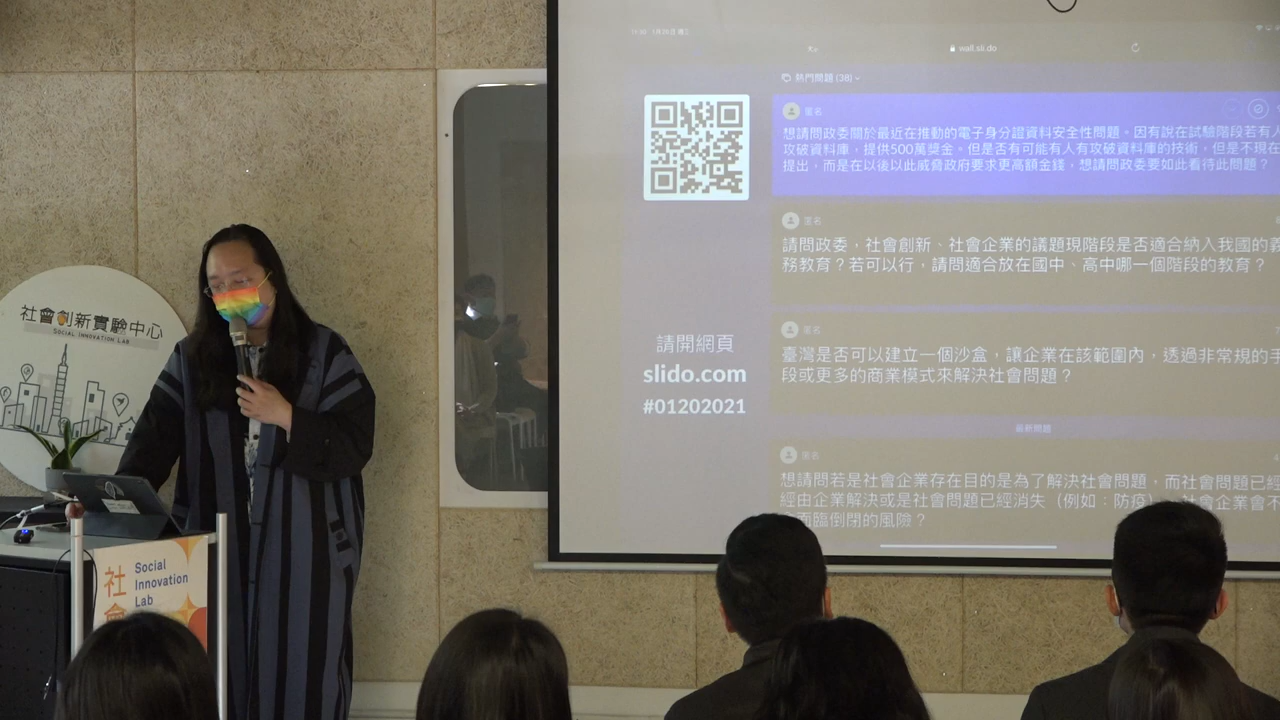 社會創新實驗中心
SOCIAL INNOVATION LAB
社會
Social
Innovation
Lab
11:00 1月20日 週三
wall.sli.do
熱門問題 (38)
匿名
想請問政委關於最近在推動的電子身分證資料安全性問題。因有說在試驗階段若有人
攻破資料庫，提供500萬獎金。但是否有可能有人有攻破資料庫的技術，但是不現在
提出，而是在以後以此威脅政府要求更高額金錢，想請問政委要如此看待此問題？
匿名
請問政委，社會創新、社會企業的議題現階段是否適合納入我國的義
務教育？若可以行，請問適合放在國中、高中哪一個階段的教育？
匿名
臺灣是否可以建立一個沙盒，讓企業在該範圍內，透過非常規的手
段或更多的商業模式來解決社會問題？
最新問題
匿名
想請問若是社會企業存在目的是為了解決社會問題，而社會問題已經
經由企業解決或是社會問題已經消失（例如：防疫），社會企業會不
面臨倒閉的風險？
請開網頁
slido.com
#01202021